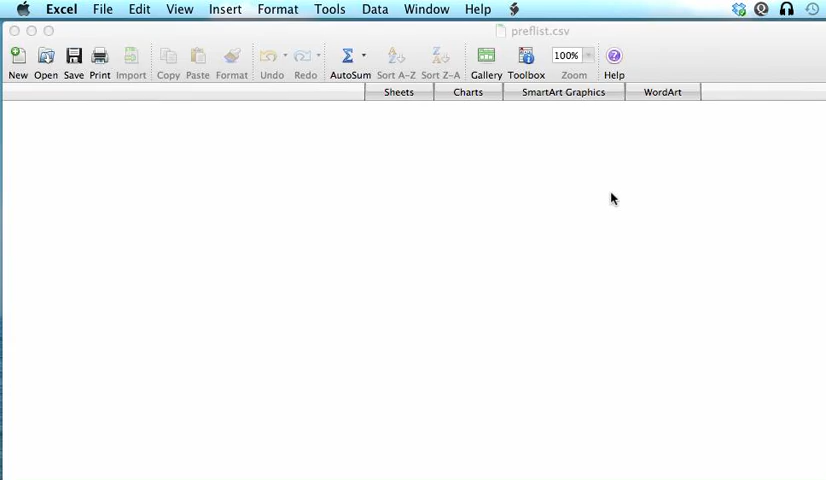 Excel File Edit View Insert Format Tools Data Window Help
preflist.csv
100%
New Open Save Print Import Copy Paste Format Undo Redo AutoSum Sort A-Z Sort Z-A Gallery Toolbox Zoom Help
Sheets Charts SmartArt Graphics WordArt